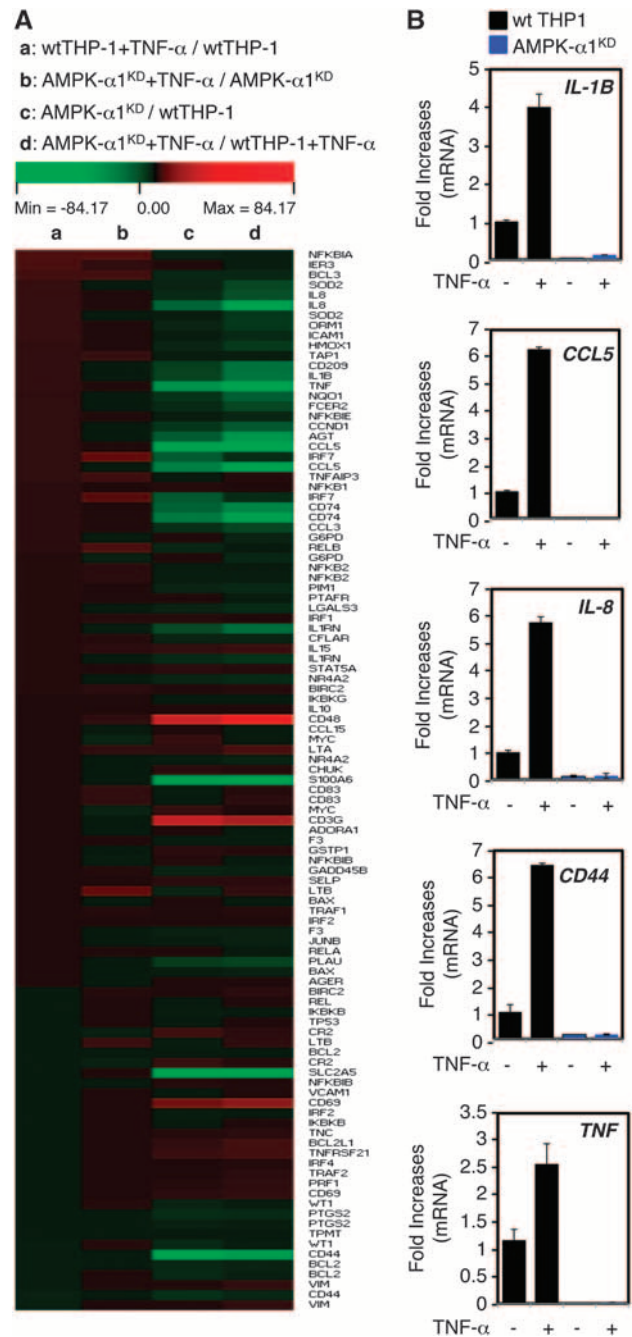 A
a: wtTHP-1+TNF-α / wtTHP-1
b: AMPK-α1KD+TNF-α / AMPK-α1KD
c: AMPK-α1KD / wtTHP-1
d: AMPK-α1KD+TNF-α / wtTHP-1+TNF-α
Min = -84.17 0.00 Max = 84.17
a b c d
NFKBIA
IER3
BCL3
SOD2
IL8
IL8
SOD2
ORM1
ICAM1
HMOX1
TAP1
CD209
IL1B
TNF
NQO1
FCER2
NFKBIE
CCND1
AGT
CCL5
IRF7
CCL5
TNFAIP3
NFKB1
IRF7
CD74
CD74
CCL3
G6PD
RELB
G6PD
NFKB2
NFKB2
PIM1
PTAFR
LGALS3
IRF1
IL1RN
CFLAR
IL15
IL1RN
STAT5A
NR4A2
BIRC2
IKBKG
IL10
CD48
CCL15
MYC
LTA
NR4A2
CHUK
S100A6
CD83
CD83
MYC
CD3G
ADORA1
F3
GSTP1
NFKBIB
GADD45B
SELP
LTB
BAX
TRAF1
IRF2
F3
JUNB
RELA
PLAU
BAX
AGER
BIRC2
REL
IKBKB
TP53
CR2
LTB
BCL2
CR2
SLC2A5
NFKBIB
VCAM1
CD69
IRF2
IKBKB
TNC
BCL2L1
TNFRSF21
IRF4
TRAF2
PRF1
CD69
WT1
PTGS2
PTGS2
TPMT
WT1
CD44
BCL2
BCL2
VIM
CD44
VIM
B
wt THP1
AMPK-α1KD
IL-1B
Fold Increases
(mRNA)
5
4
3
2
1
0
TNF-α - + - +
CCL5
Fold Increases
(mRNA)
7
6
5
4
3
2
1
0
TNF-α - + - +
IL-8
Fold Increases
(mRNA)
7
6
5
4
3
2
1
0
TNF-α - + - +
CD44
Fold Increases
(mRNA)
7
6
5
4
3
2
1
0
TNF-α - + - +
TNF
Fold Increases
(mRNA)
3.5
3
2.5
2
1.5
1
0.5
0
TNF-α - + - +